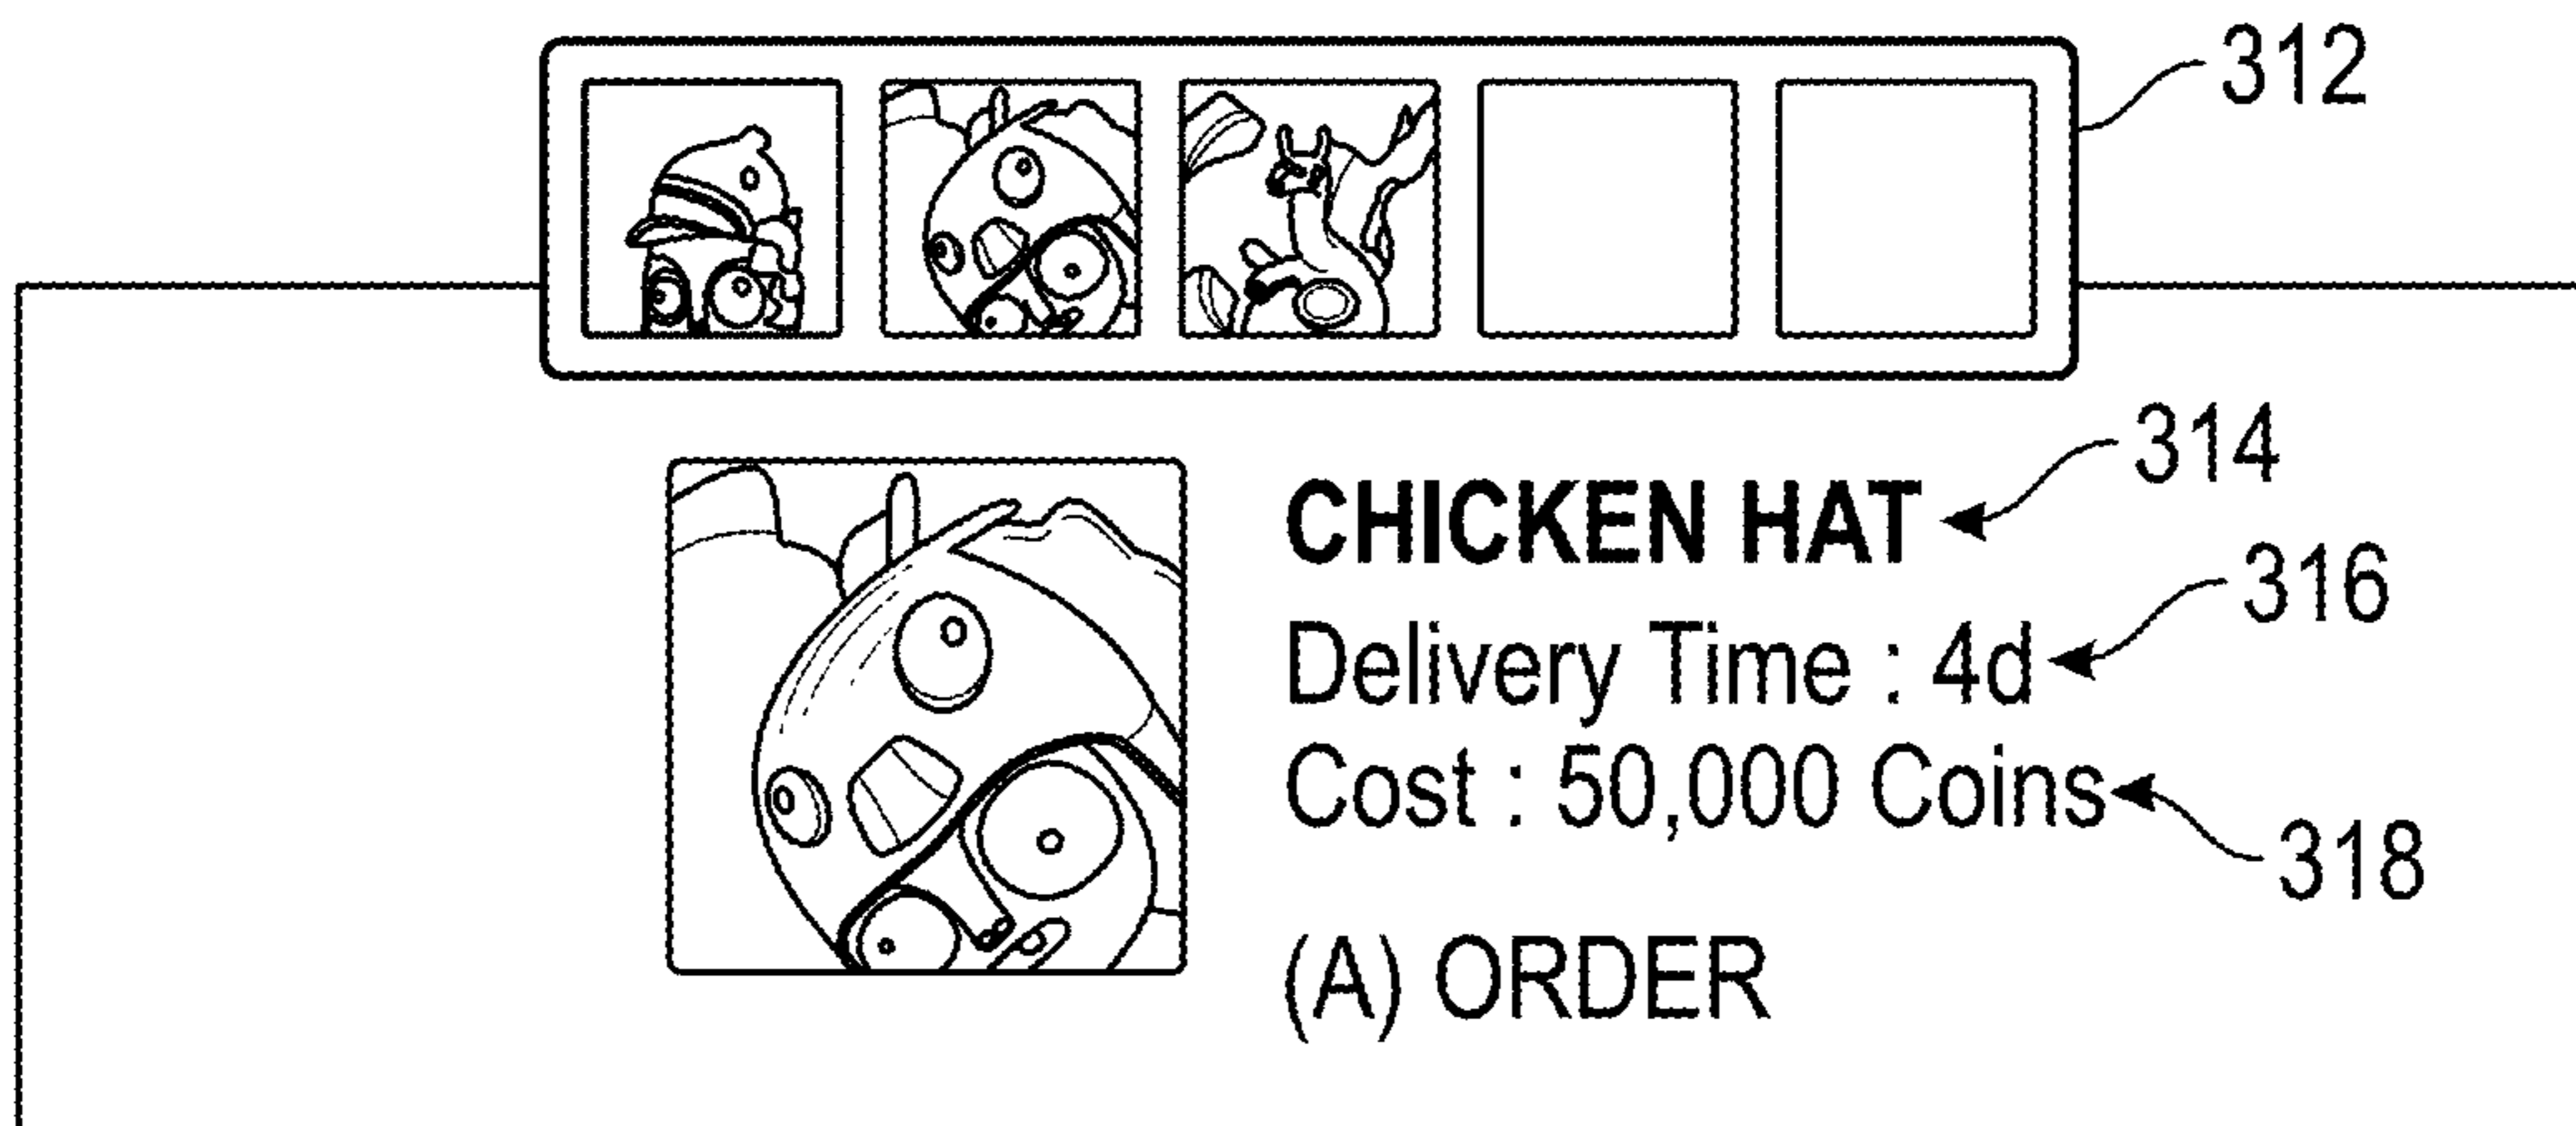 312
CHICKEN HAT
314
Delivery Time : 4d
316
Cost : 50,000 Coins
318
(A) ORDER